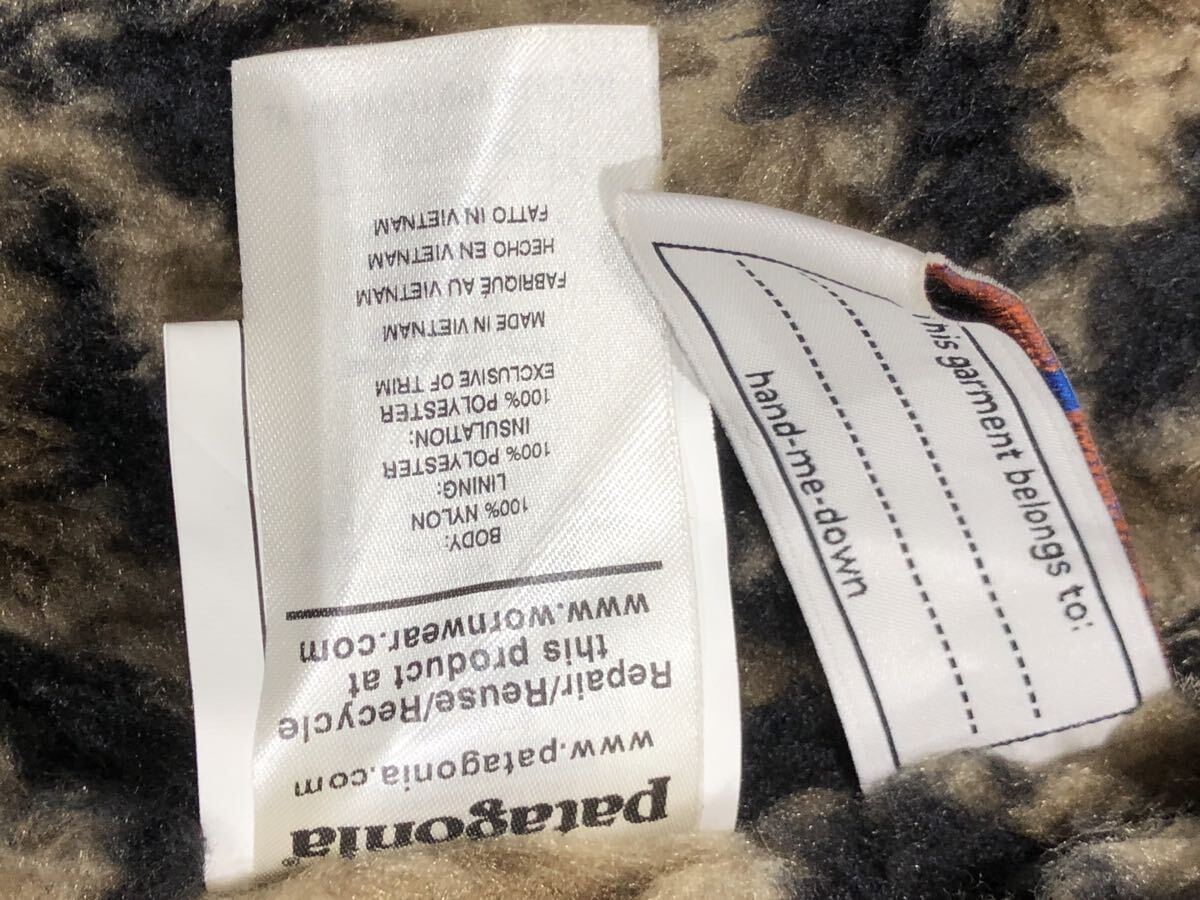 patagonia®
www.patagonia.com
Repair/Reuse/Recycle
this product at
www.wornwear.com
BODY:
100% NYLON
LINING:
100% POLYESTER
INSULATION:
100% POLYESTER
EXCLUSIVE OF TRIM
MADE IN VIETNAM
FABRIQUÉ AU VIETNAM
HECHO EN VIETNAM
FATTO IN VIETNAM
This garment belongs to:
hand-me-down